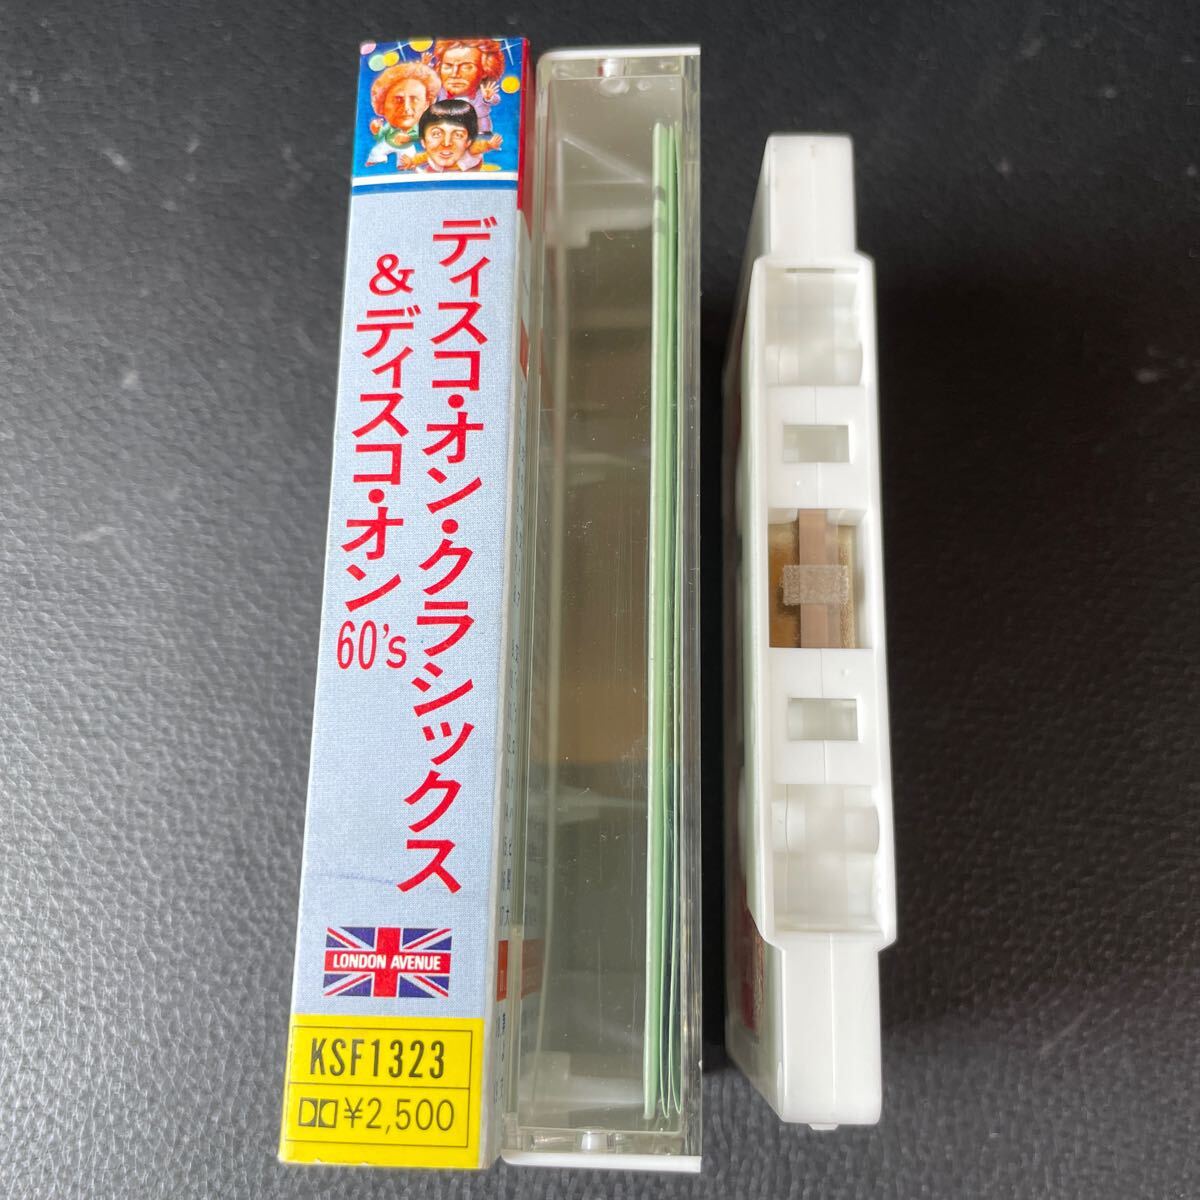 ディスコ・オン・クラシックス
&ディスコ・オン60's
LONDON AVENUE
KSF1323
¥2,500